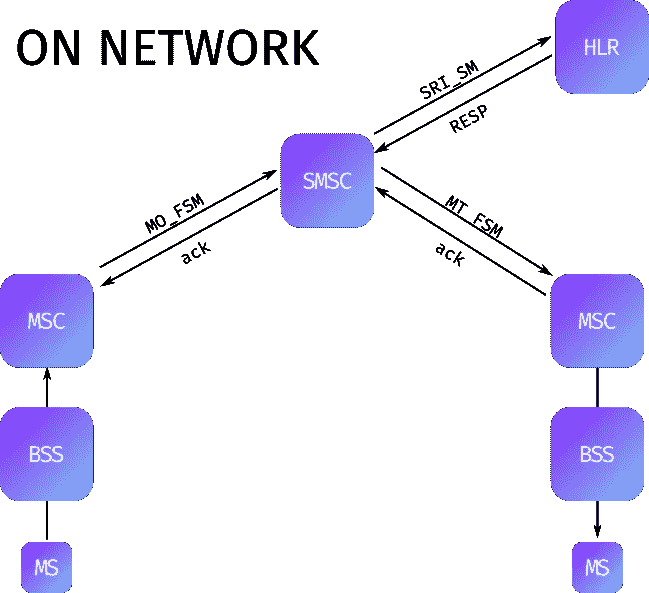 ON NETWORK
HLR
SRI_SM
RESP
SMSC
MO_FSM
ack
MT_FSM
ack
MSC
MSC
BSS
BSS
MS
MS